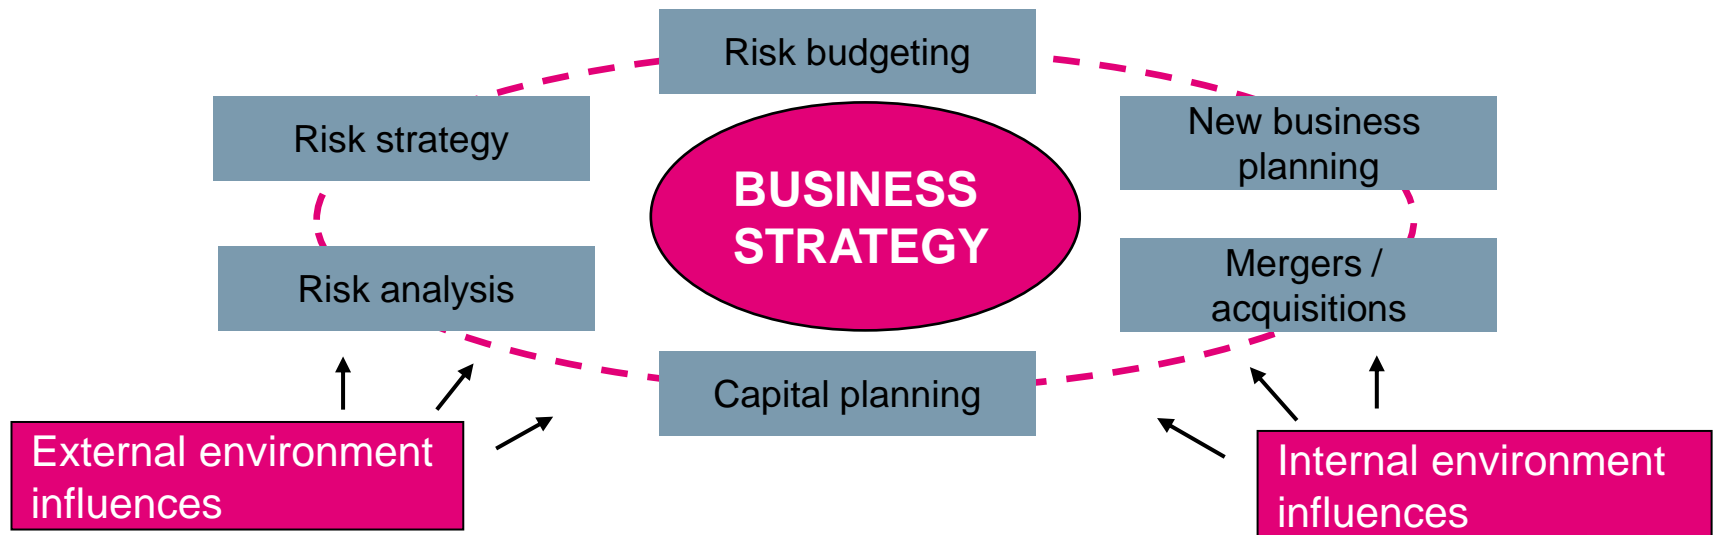 Risk budgeting
Risk strategy
New business
planning
BUSINESS
STRATEGY
Risk analysis
Mergers /
acquisitions
Capital planning
External environment
influences
Internal environment
influences